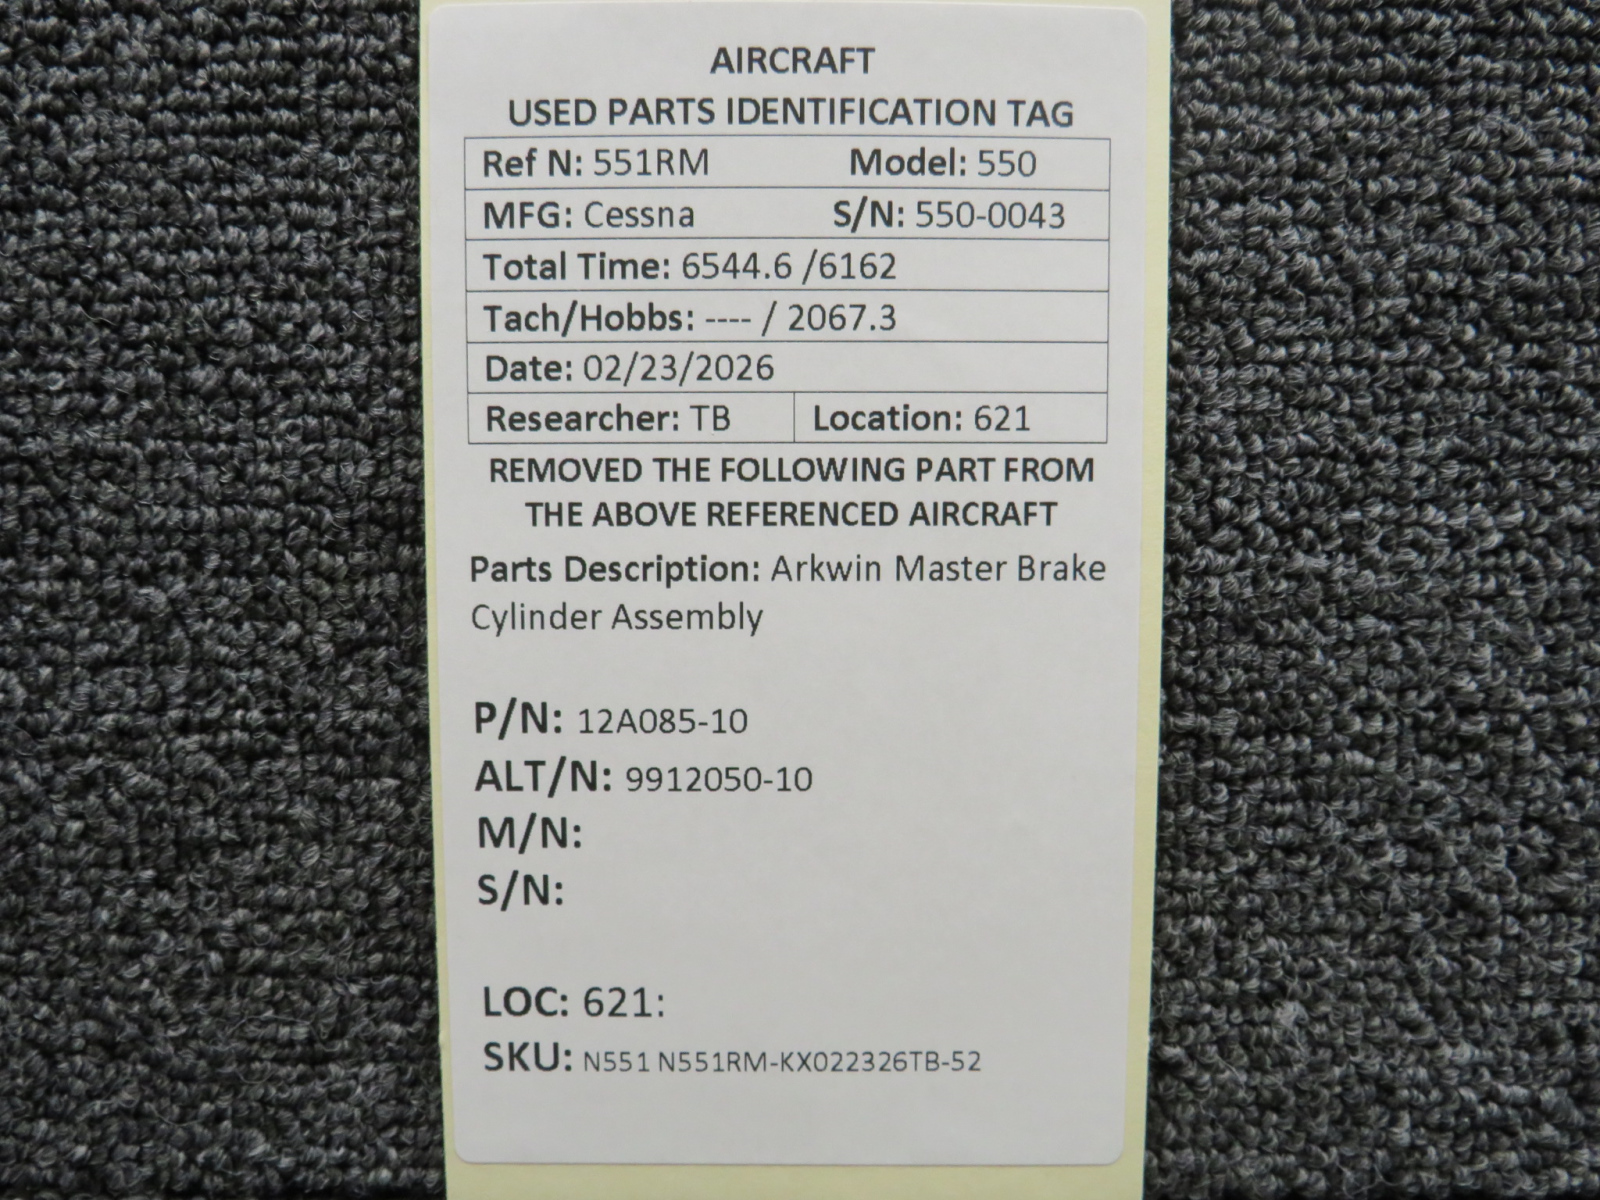 AIRCRAFT
USED PARTS IDENTIFICATION TAG
Ref N: 551RM Model: 550
MFG: Cessna S/N: 550-0043
Total Time: 6544.6 /6162
Tach/Hobbs: ---- / 2067.3
Date: 02/23/2026
Researcher: TB Location: 621
REMOVED THE FOLLOWING PART FROM
THE ABOVE REFERENCED AIRCRAFT
Parts Description: Arkwin Master Brake
Cylinder Assembly
P/N: 12A085-10
ALT/N: 9912050-10
M/N:
S/N:
LOC: 621:
SKU: N551 N551RM-KX022326TB-52